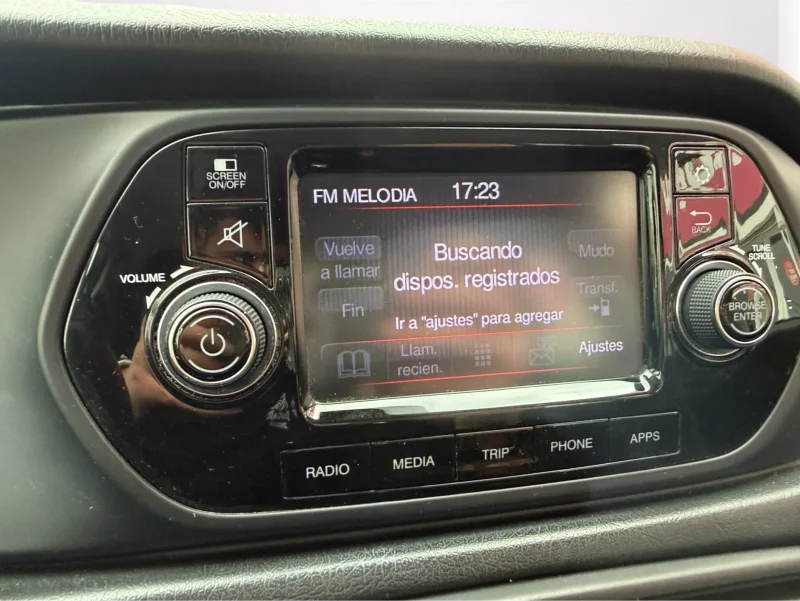 SCREEN
ON/OFF
FM MELODIA 17:23
BACK
VOLUME
TUNE
SCROLL
Vuelve
a llamar
Buscando
dispos. registrados
Mudo
Fin
Ir a "ajustes" para agregar
Transf.
BROWSE
ENTER
Llam.
recien.
Ajustes
RADIO
MEDIA
TRIP
PHONE
APPS